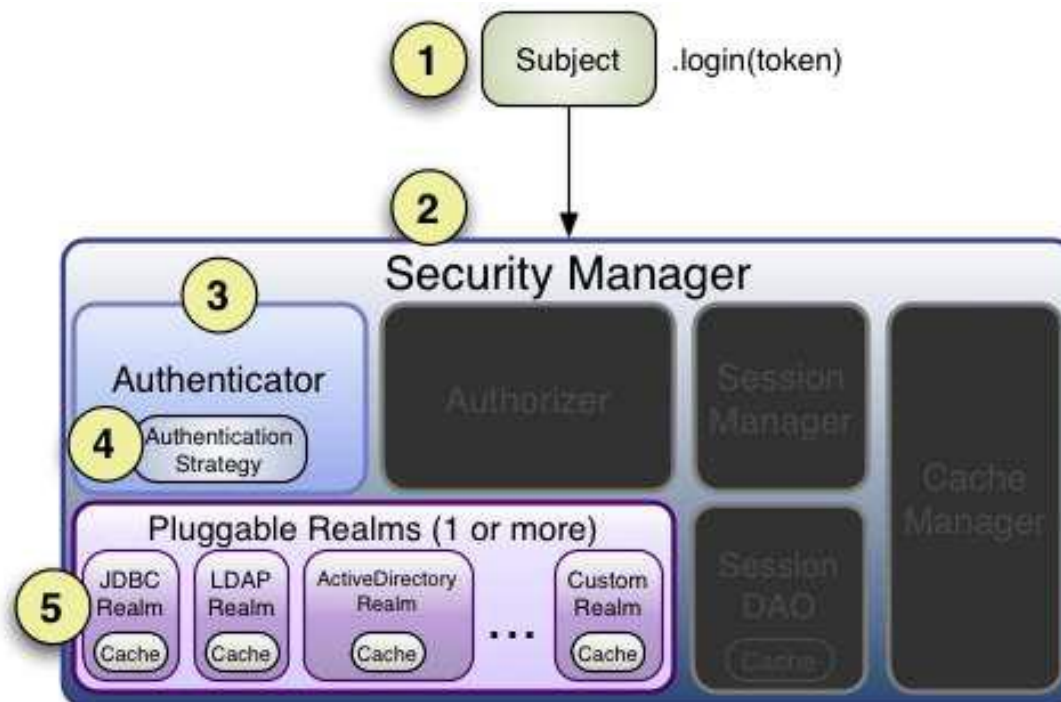 1
Subject
.login(token)
2
Security Manager
3
Authenticator
4
Authentication
Strategy
Authorizer
Session
Manager
Cache
Manager
Pluggable Realms (1 or more)
5
JDBC
Realm
Cache
LDAP
Realm
Cache
ActiveDirectory
Realm
Cache
...
Custom
Realm
Cache
Session
DAO
Cache